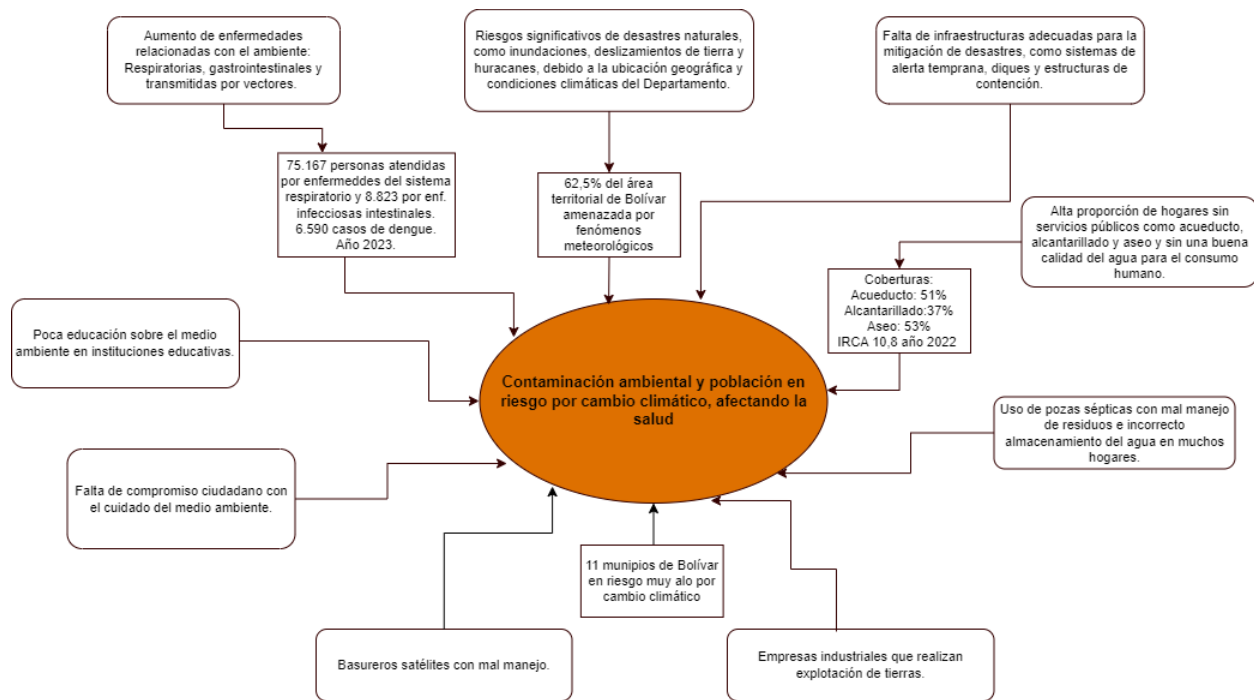 Aumento de enfermedades
relacionadas con el ambiente:
Respiratorias, gastrointestinales y
transmitidas por vectores.
Riesgos significativos de desastres naturales,
como inundaciones, deslizamientos de tierra y
huracanes, debido a la ubicación geográfica y
condiciones climáticas del Departamento.
Falta de infraestructuras adecuadas para la
mitigación de desastres, como sistemas de
alerta temprana, diques y estructuras de
contención.
75.167 personas atendidas
por enfermeddes del sistema
respiratorio y 8.823 por enf.
infecciosas intestinales.
6.590 casos de dengue.
Año 2023.
62,5% del área
territorial de Bolívar
amenazada por
fenómenos
meteorológicos
Alta proporción de hogares sin
servicios públicos como acueducto,
alcantarillado y aseo y sin una buena
calidad del agua para el consumo
humano.
Coberturas:
Acueducto: 51%
Alcantarillado:37%
Aseo: 53%
IRCA 10,8 año 2022
Poca educación sobre el medio
ambiente en instituciones educativas.
Contaminación ambiental y población en
riesgo por cambio climático, afectando la
salud
Uso de pozas sépticas con mal manejo
de residuos e incorrecto
almacenamiento del agua en muchos
hogares.
Falta de compromiso ciudadano con
el cuidado del medio ambiente.
11 munipios de Bolívar
en riesgo muy alo por
cambio climático
Basureros satélites con mal manejo.
Empresas industriales que realizan
explotación de tierras.